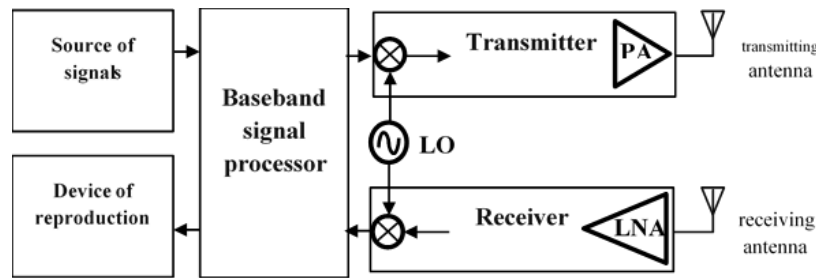 Source of
signals
Baseband
signal
processor
Transmitter
PA
transmitting
antenna
LO
Device of
reproduction
Receiver
LNA
receiving
antenna